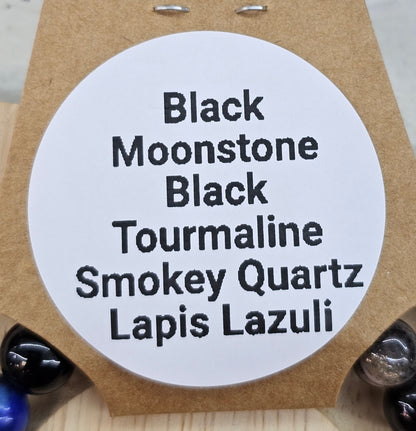 Black
Moonstone
Black
Tourmaline
Smokey Quartz
Lapis Lazuli